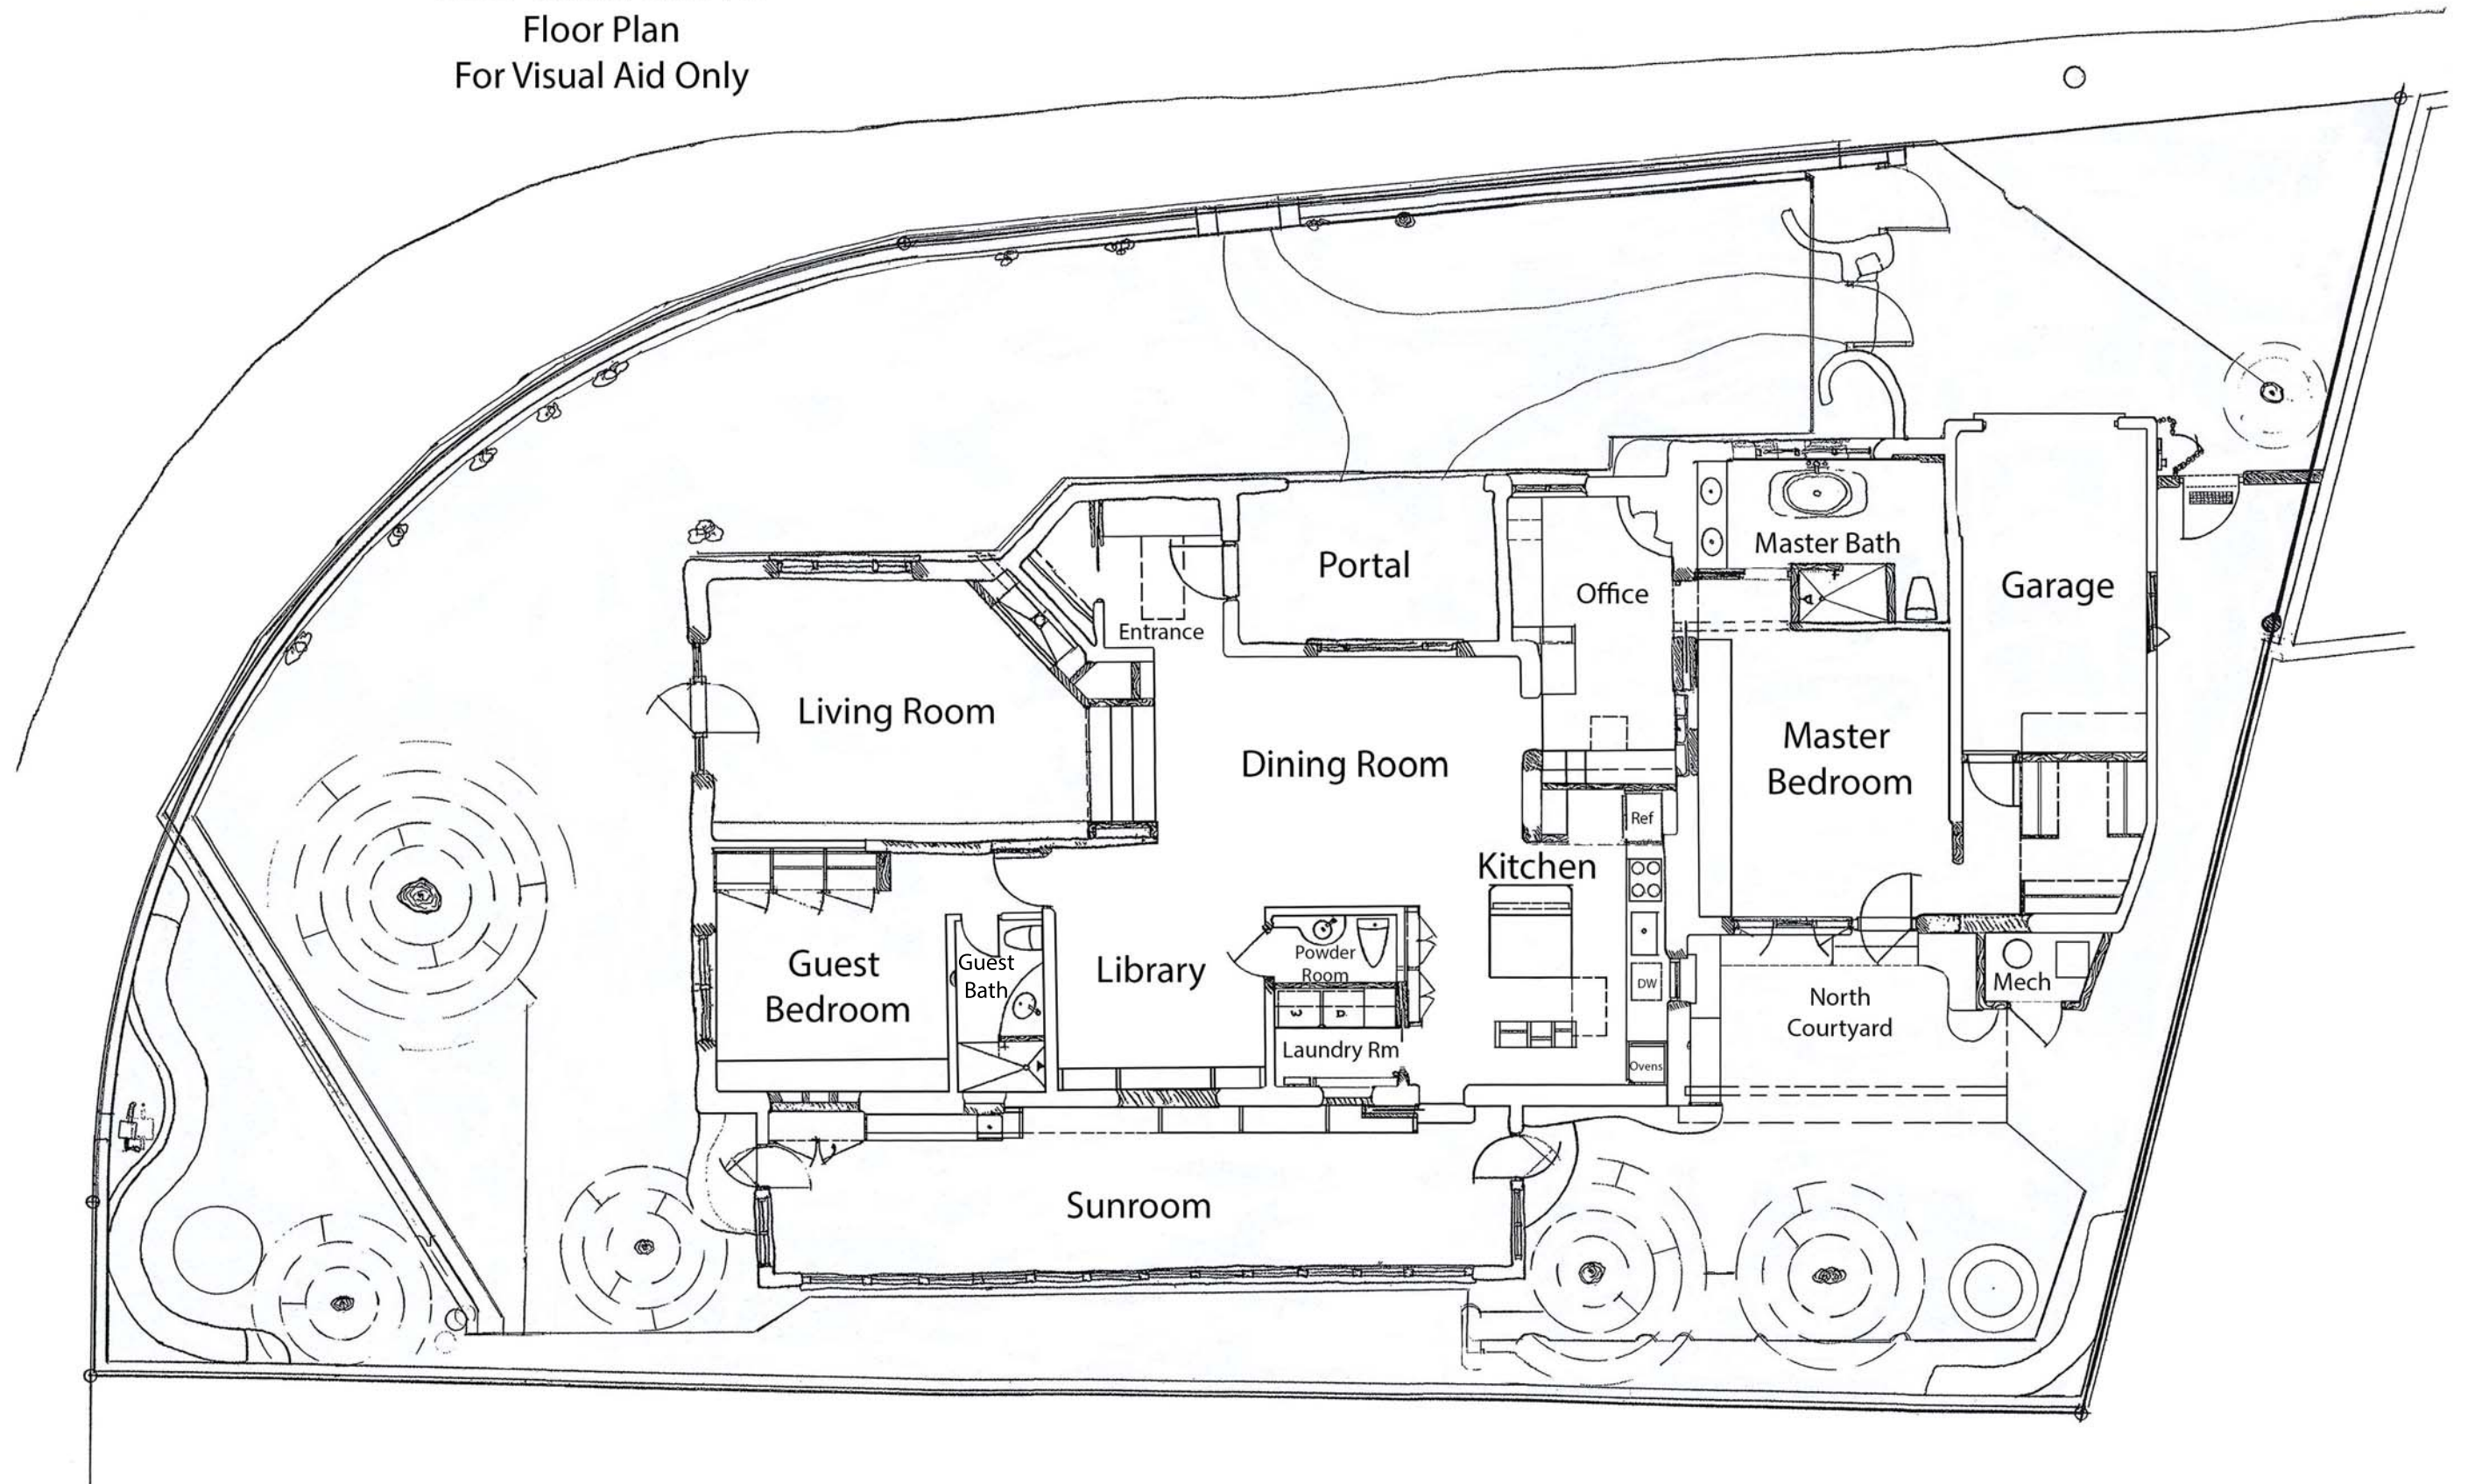 Floor Plan
For Visual Aid Only
Portal
Master Bath
Office
Garage
Entrance
Living Room
Dining Room
Master
Bedroom
Ref
Kitchen
Guest
Bedroom
Guest
Bath
Library
Powder
Room
W
D
Laundry Rm
DW
Ovens
North
Courtyard
Mech
Sunroom